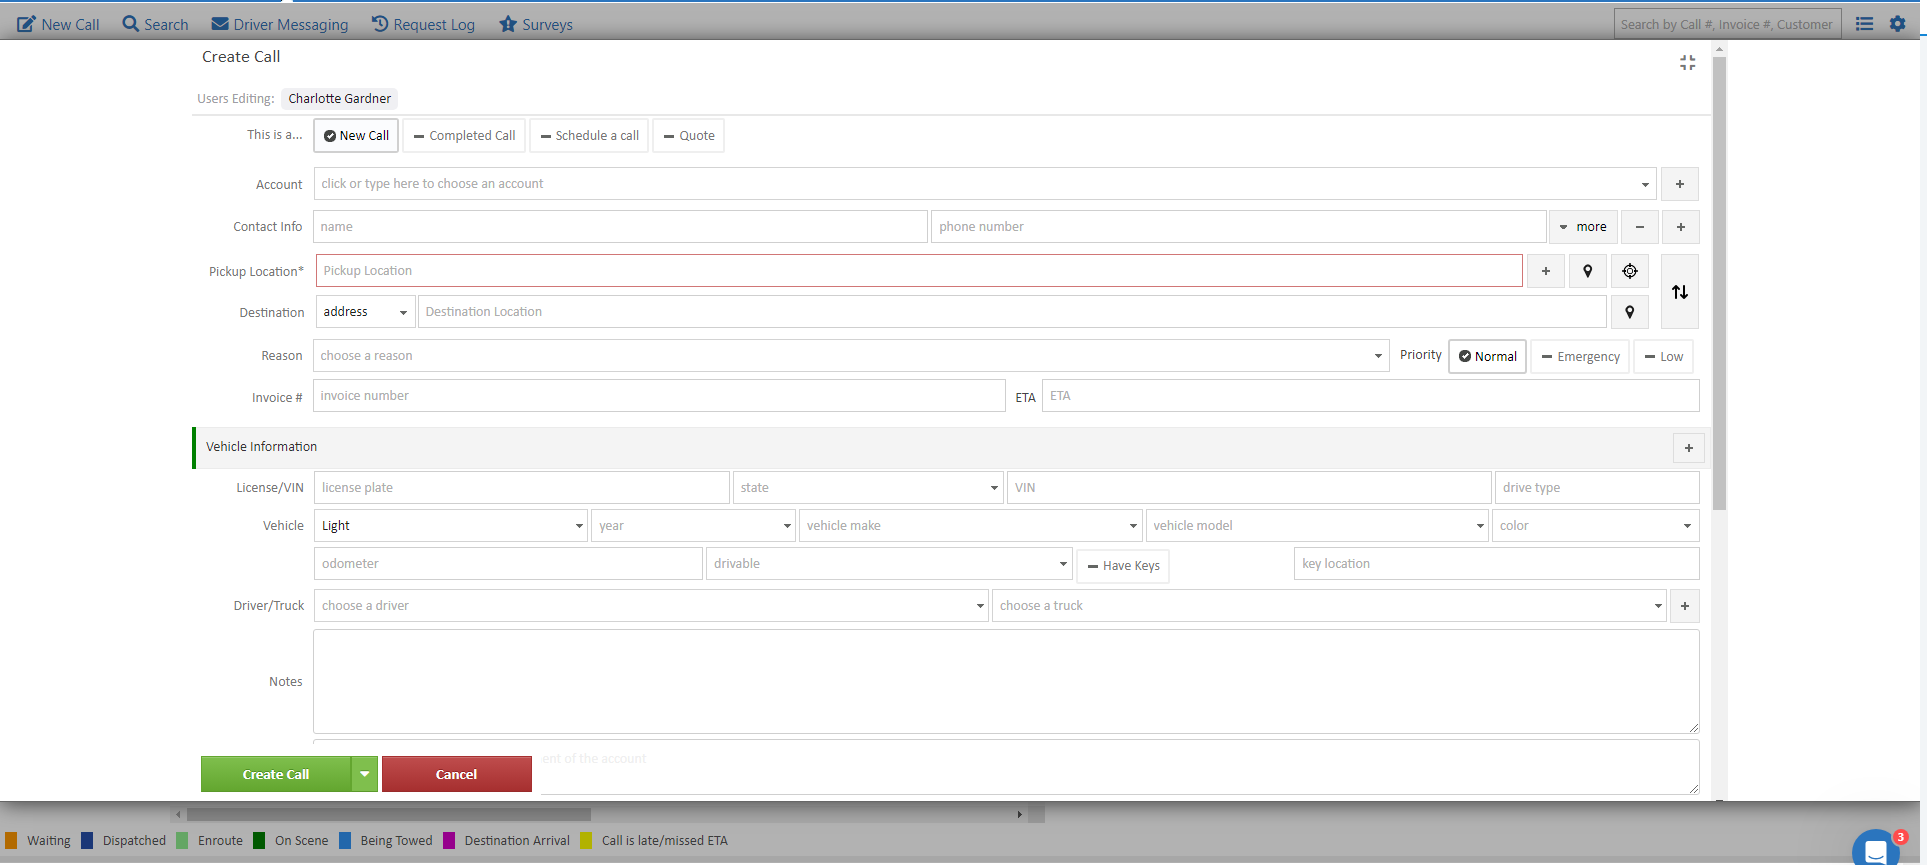 New Call Search Driver Messaging Request Log Surveys Search by Call #, Invoice #, Customer
Create Call
Users Editing: Charlotte Gardner
This is a... New Call Completed Call Schedule a call Quote
Account click or type here to choose an account +
Contact Info name phone number more − +
Pickup Location* Pickup Location +
Destination address Destination Location
Reason choose a reason Priority Normal Emergency Low
Invoice # invoice number ETA ETA
Vehicle Information +
License/VIN license plate state VIN drive type
Vehicle Light year vehicle make vehicle model color
odometer drivable Have Keys key location
Driver/Truck choose a driver choose a truck +
Notes
ent of the account
Create Call Cancel
Waiting Dispatched Enroute On Scene Being Towed Destination Arrival Call is late/missed ETA 3